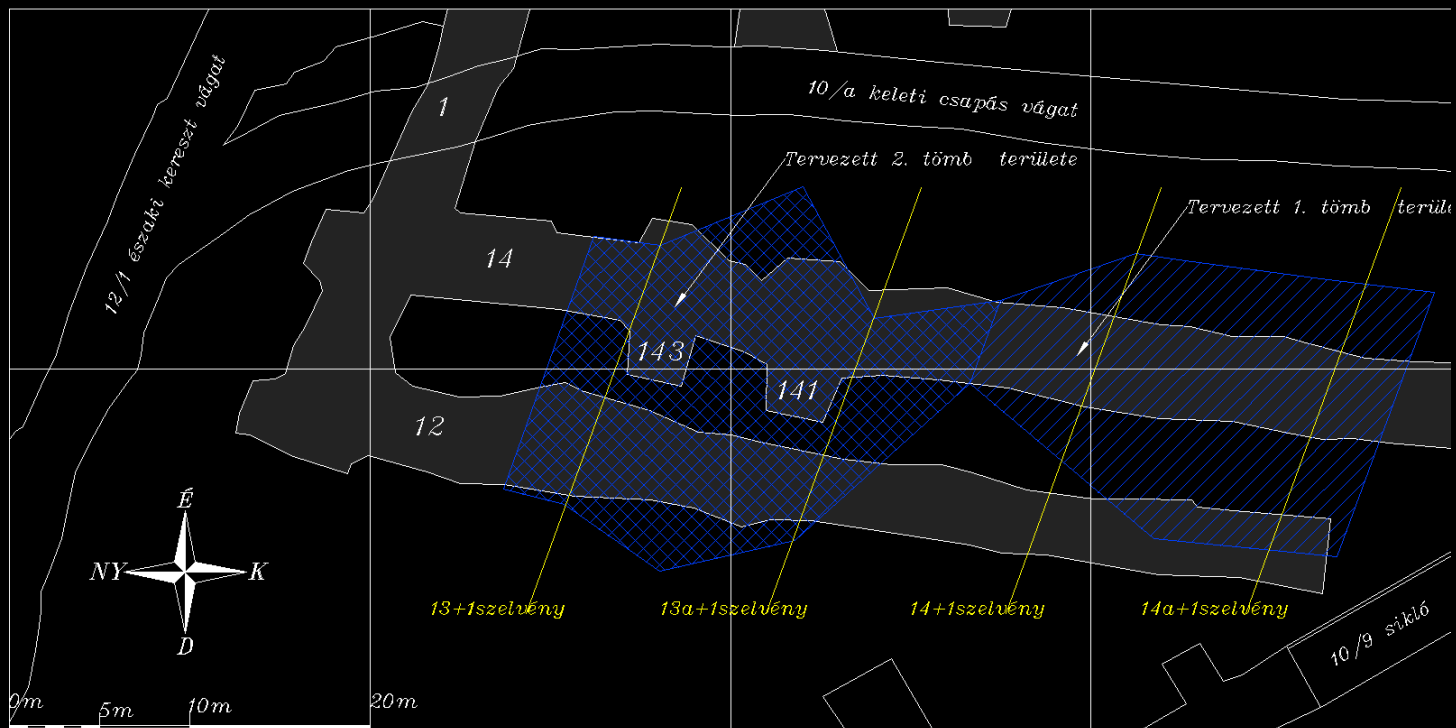 12/1 északi kereszt vágat
1
10/a keleti csapás vágat
Tervezett 2. tömb területe
Tervezett 1. tömb terüle
14
143
141
12
É
NY
K
D
13+1szelvény
13a+1szelvény
14+1szelvény
14a+1szelvény
10/9 sikló
0m
5m
10m
20m